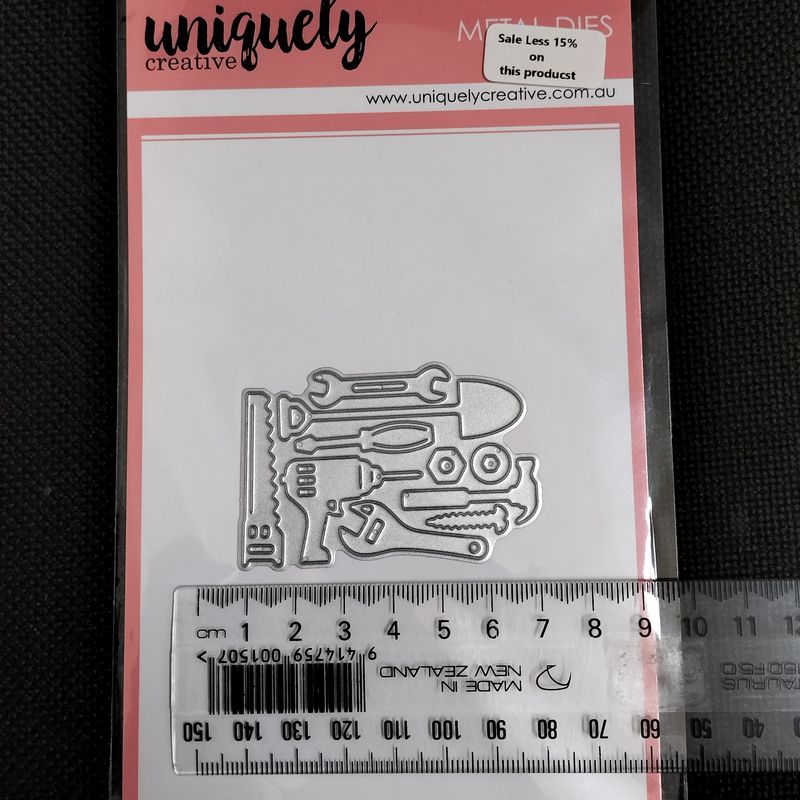 uniquely
creative
METAL DIES
Sale Less 15%
on
this producst
www.uniquelycreative.com.au
cm 1 2 3 4 5 6 7 8 9 10 11 12
9 414759 001507 >
MADE IN
NEW ZEALAND
TAURUS
150 140 130 120 110 100 90 80 70 60 50 40